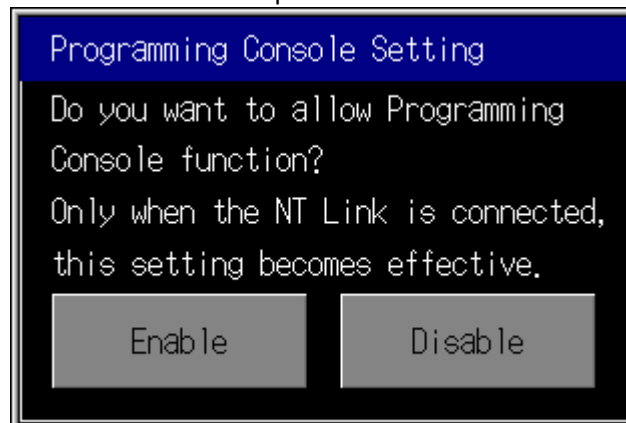 Programming Console Setting
Do you want to allow Programming
Console function?
Only when the NT Link is connected,
this setting becomes effective.
Enable Disable